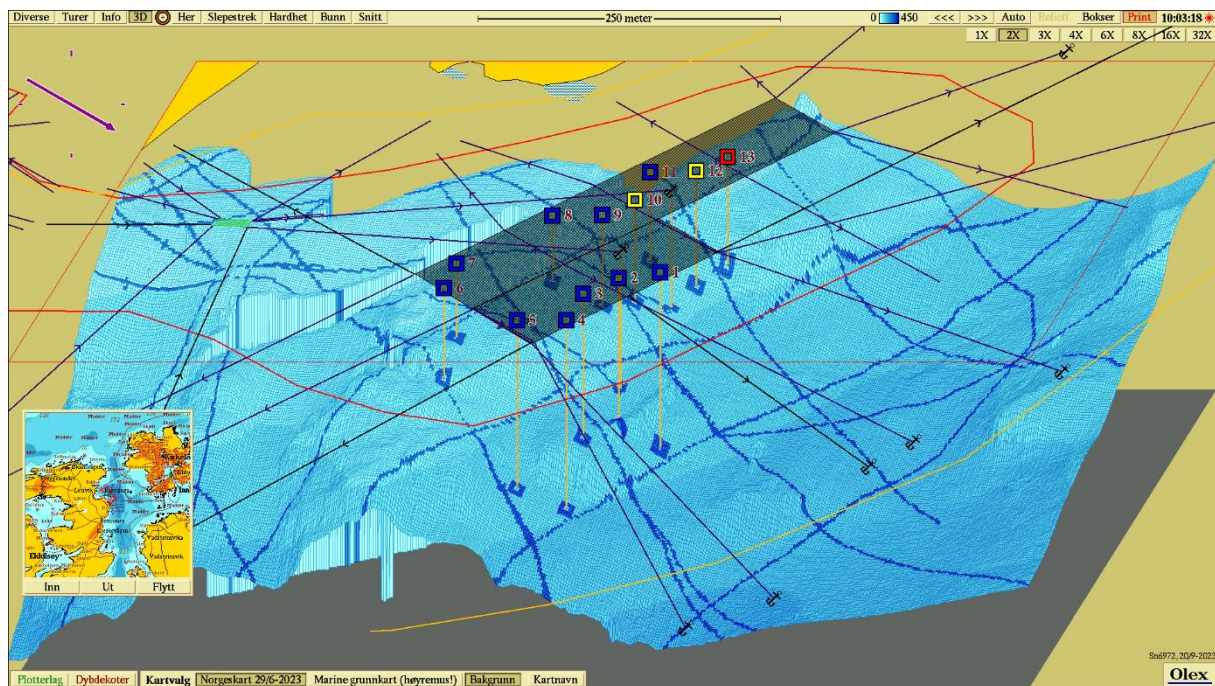 Diverse Turer Info 3D Her Slepestrek Hardhet Bunn Snitt 250 meter 0 450 <<< >>> Auto Relieff Bokser Print 10:03:18
1X 2X 3X 4X 6X 8X 16X 32X
13
12
11
10
9
8
7
6
5
4
3
2
1
Inn Ut Flytt
Sn6972, 20/9-2023
Plotterlag Dybdekoter Kartvalg Norgeskart 29/6-2023 Marine grunnkart (høyremus!) Bakgrunn Kartnavn Olex